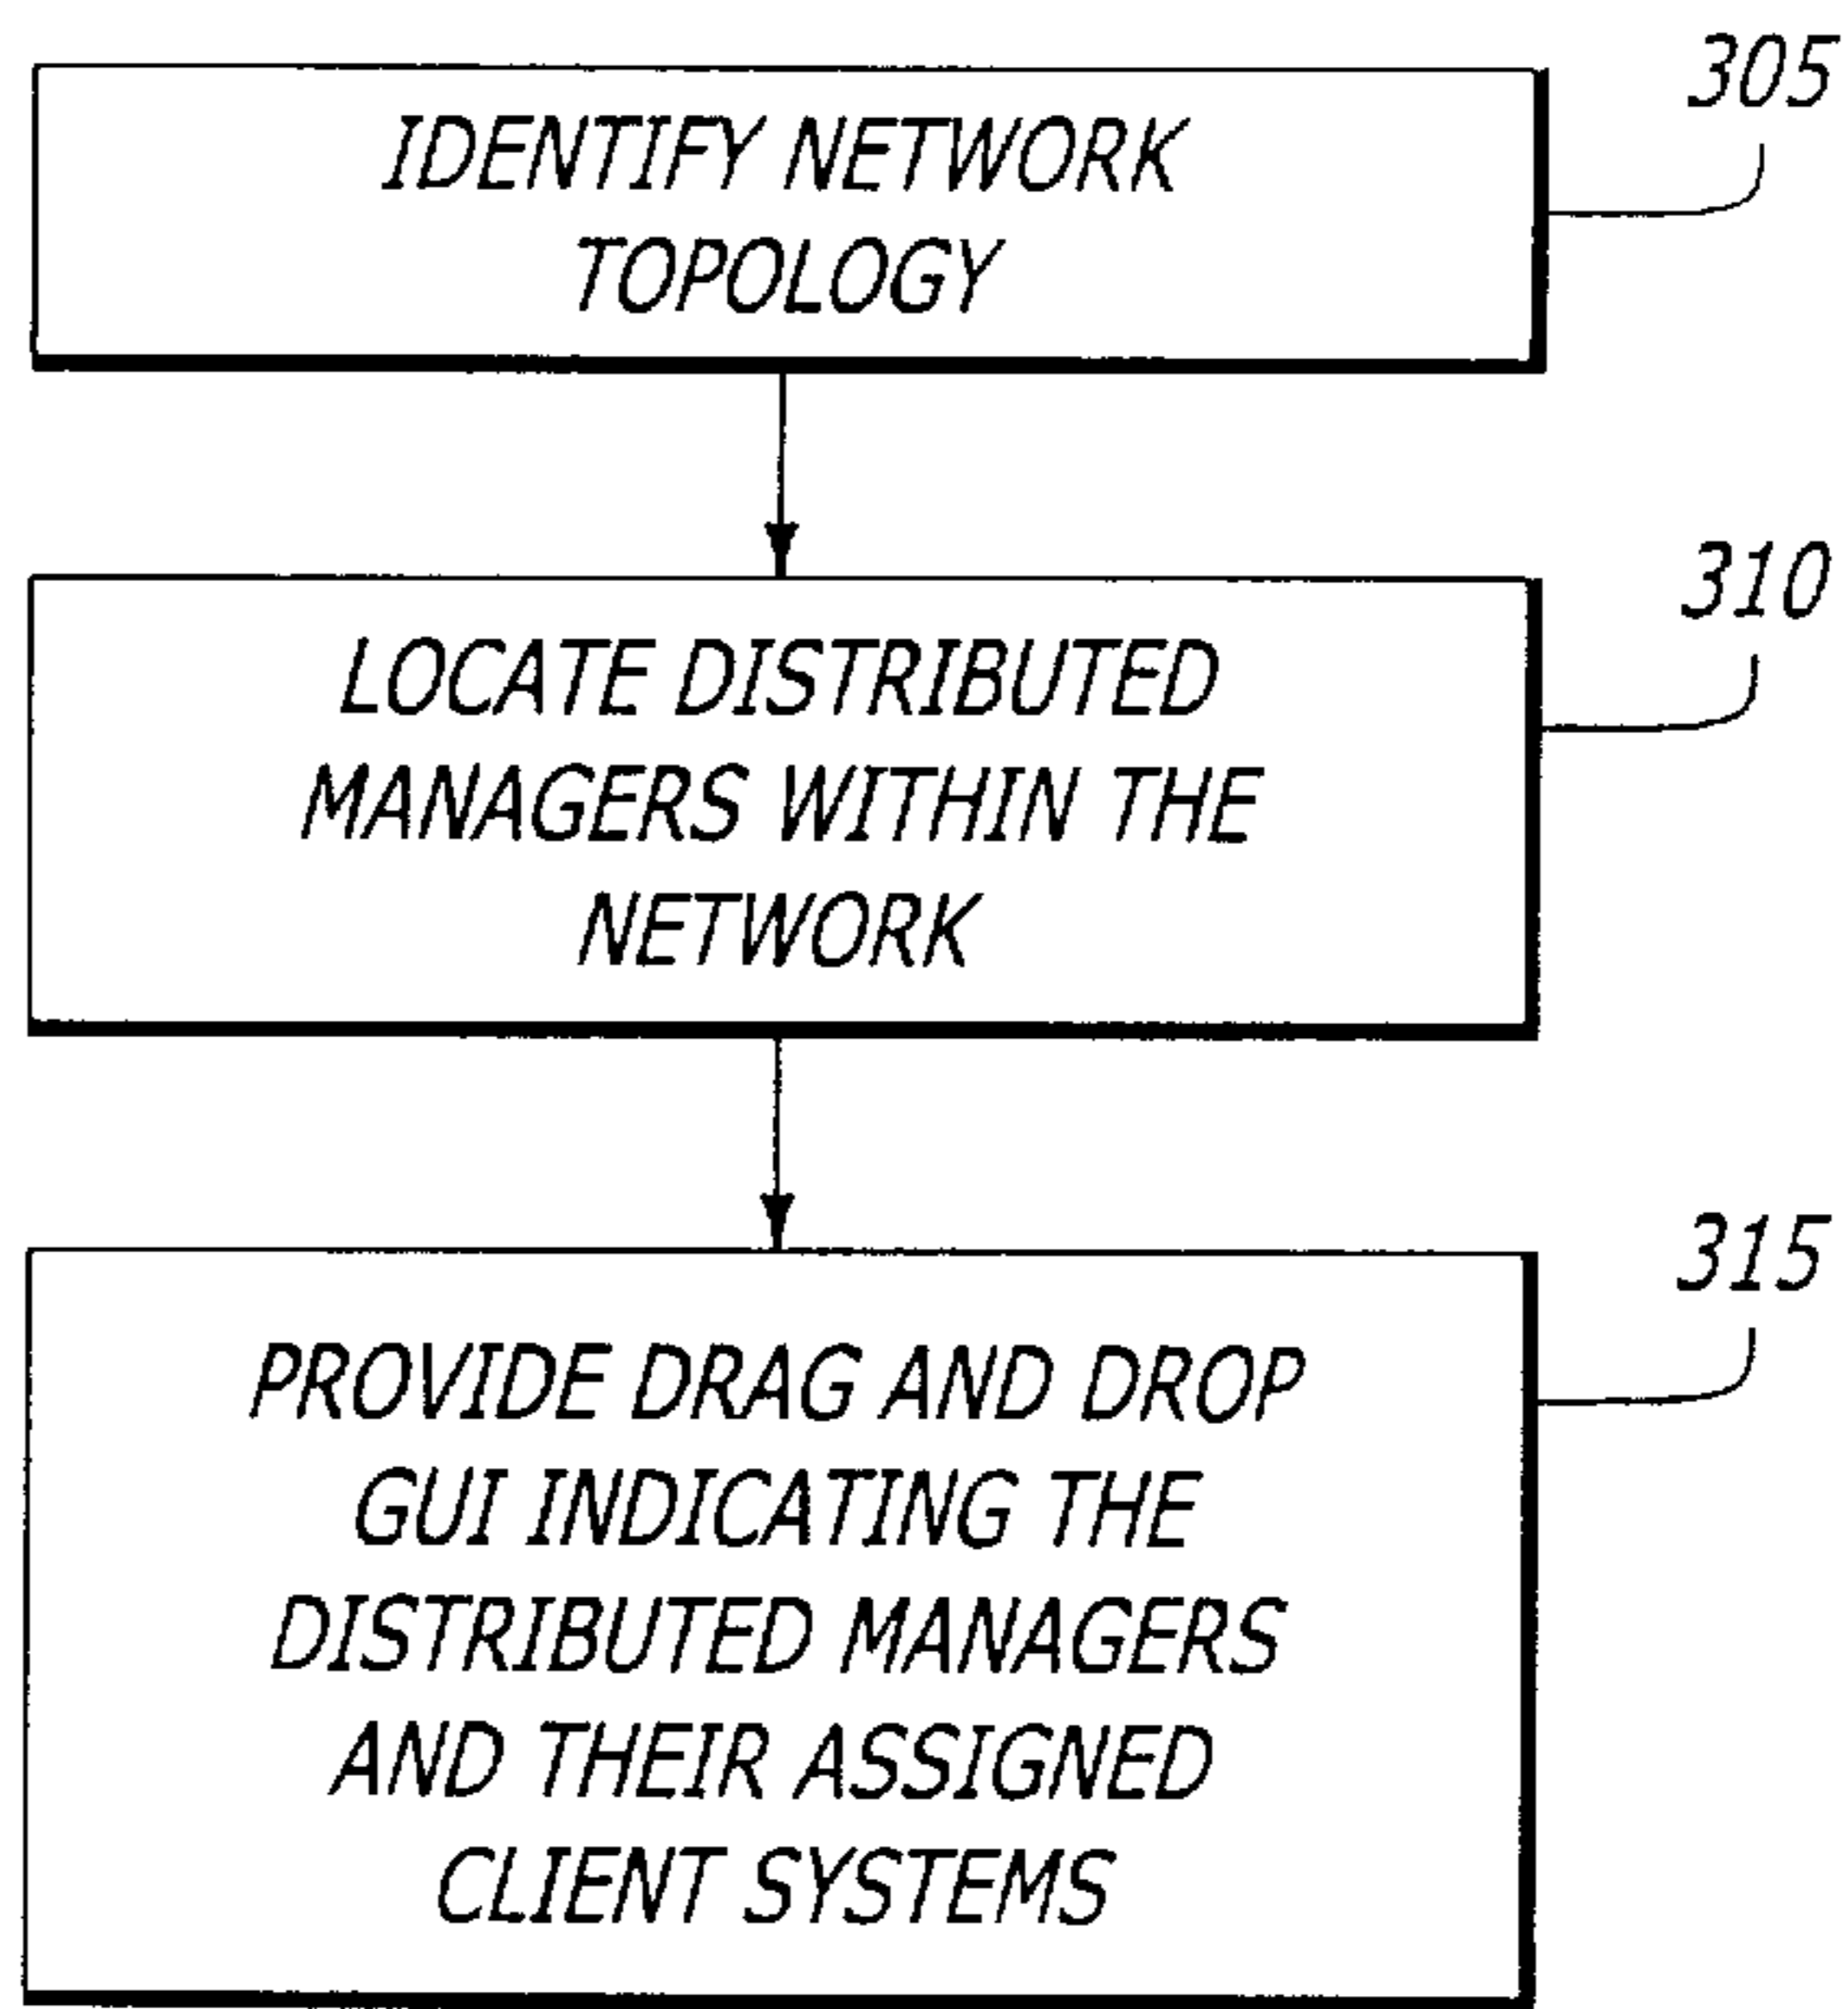 305
IDENTIFY NETWORK
TOPOLOGY
310
LOCATE DISTRIBUTED
MANAGERS WITHIN THE
NETWORK
315
PROVIDE DRAG AND DROP
GUI INDICATING THE
DISTRIBUTED MANAGERS
AND THEIR ASSIGNED
CLIENT SYSTEMS